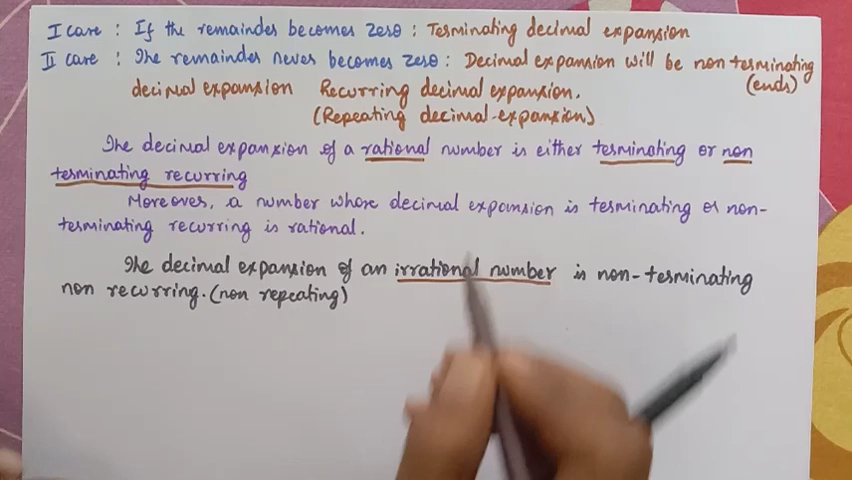 I case : If the remainder becomes zero : Terminating decimal expansion
II case : The remainder never becomes zero : Decimal expansion will be non terminating
(ends)
decimal expansion Recurring decimal expansion.
(Repeating decimal expansion)
The decimal expansion of a rational number is either terminating or non
terminating recurring
Moreover, a number whose decimal expansion is terminating or non-
terminating recurring is rational.
The decimal expansion of an irrational number is non-terminating
non recurring. (non repeating)